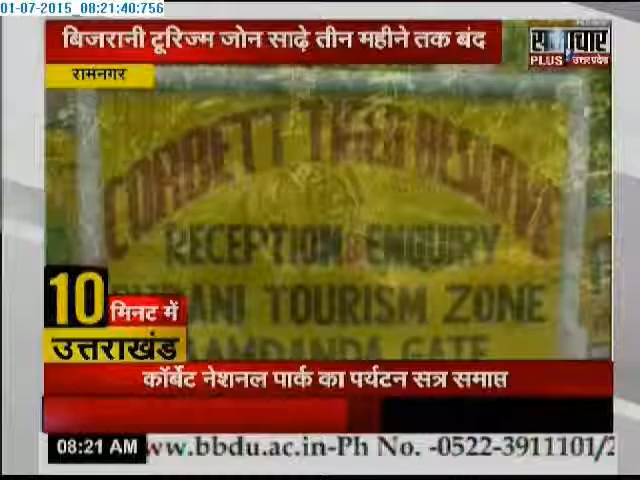 01-07-2015_08:21:40:756
बिजरानी टूरिज्म जोन साढ़े तीन महीने तक बंद
समाचार
PLUS उत्तरप्रदेश
रामनगर
CORBETT TIGER RESERVE
RECEPTION & ENQUIRY
TOURISM ZONE
GATE
10 मिनट में
उत्तराखंड
कॉर्बेट नेशनल पार्क का पर्यटन सत्र समाप्त
08:21 AM
www.bbdu.ac.in-Ph No. -0522-3911101/2